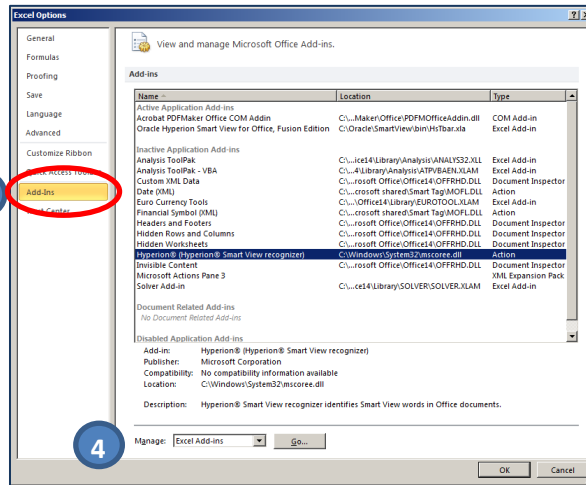 Excel Options
General
Formulas
Proofing
Save
Language
Advanced
Customize Ribbon
Quick Access Toolbar
Add-Ins
View and manage Microsoft Office Add-ins.
Add-ins
Name Location Type
Active Application Add-ins
Acrobat PDFMaker Office COM Addin C:\...Maker\Office\PDFMOfficeAddin.dll COM Add-in
Oracle Hyperion Smart View for Office, Fusion Edition C:\Oracle\SmartView\bin\HsTbar.xla Excel Add-in
Inactive Application Add-ins
Analysis ToolPak C:\...ice14\Library\Analysis\ANALYS32.XLL Excel Add-in
Analysis ToolPak - VBA C:\...4\Library\Analysis\ATPVBAEN.XLAM Excel Add-in
Custom XML Data C:\...rosoft Office\Office14\OFFRHD.DLL Document Inspector
Date (XML) C:\...crosoft shared\Smart Tag\MOFL.DLL Action
Euro Currency Tools C:\...\Office14\Library\EUROTOOL.XLAM Excel Add-in
Financial Symbol (XML) C:\...crosoft shared\Smart Tag\MOFL.DLL Action
Headers and Footers C:\...rosoft Office\Office14\OFFRHD.DLL Document Inspector
Hidden Rows and Columns C:\...rosoft Office\Office14\OFFRHD.DLL Document Inspector
Hidden Worksheets C:\...rosoft Office\Office14\OFFRHD.DLL Document Inspector
Hyperion® (Hyperion® Smart View recognizer) C:\Windows\System32\mscoree.dll Action
Invisible Content C:\...rosoft Office\Office14\OFFRHD.DLL Document Inspector
Microsoft Actions Pane 3 XML Expansion Pack
Solver Add-in C:\...ce14\Library\SOLVER\SOLVER.XLAM Excel Add-in
Document Related Add-ins
No Document Related Add-ins
Disabled Application Add-ins
Add-in: Hyperion® (Hyperion® Smart View recognizer)
Publisher: Microsoft Corporation
Compatibility: No compatibility information available
Location: C:\Windows\System32\mscoree.dll
Description: Hyperion® Smart View recognizer identifies Smart View words in Office documents.
4
Manage: Excel Add-ins Go...
OK Cancel